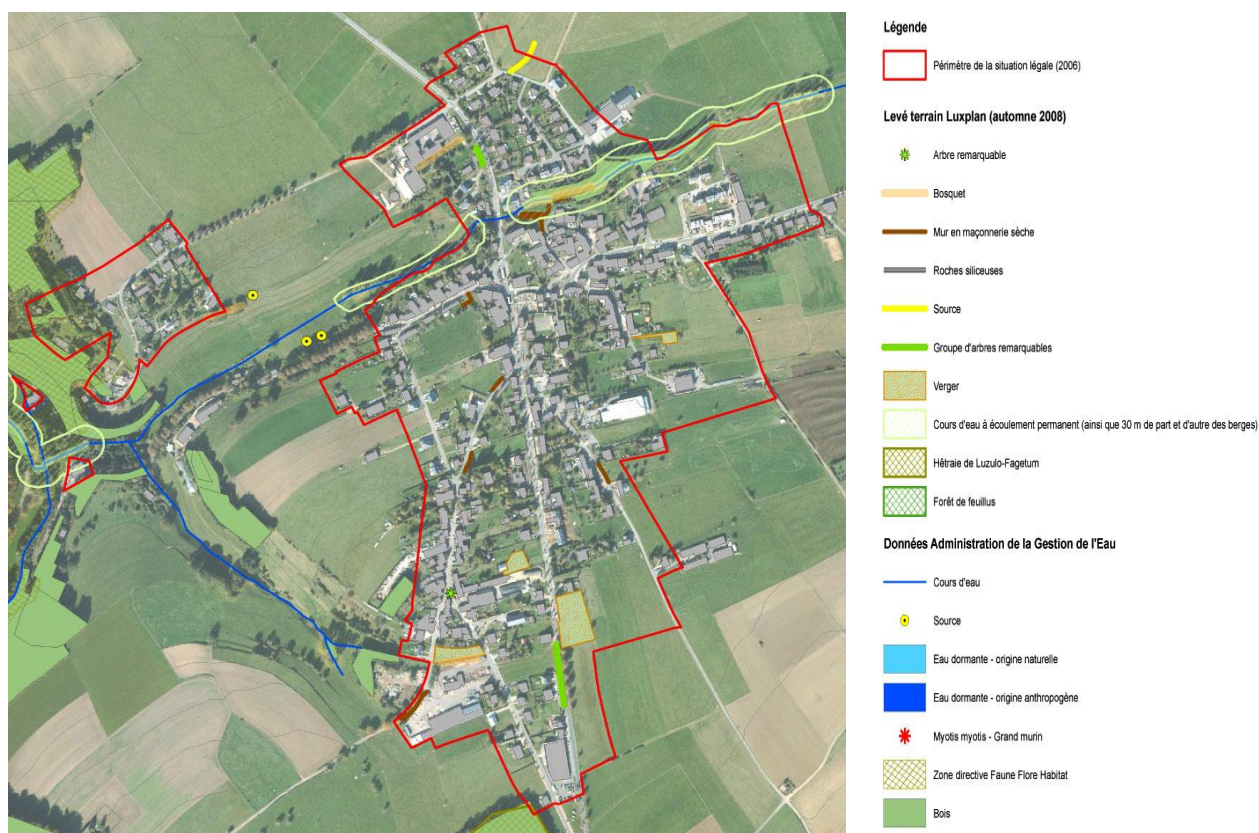 Légende
Périmètre de la situation légale (2006)
Levé terrain Luxplan (automne 2008)
Arbre remarquable
Bosquet
Mur en maçonnerie sèche
Roches siliceuses
Source
Groupe d'arbres remarquables
Verger
Cours d'eau à écoulement permanent (ainsi que 30 m de part et d'autre des berges)
Hêtraie de Luzulo-Fagetum
Forêt de feuillus
Données Administration de la Gestion de l'Eau
Cours d'eau
Source
Eau dormante - origine naturelle
Eau dormante - origine anthropogène
Myotis myotis - Grand murin
Zone directive Faune Flore Habitat
Bois